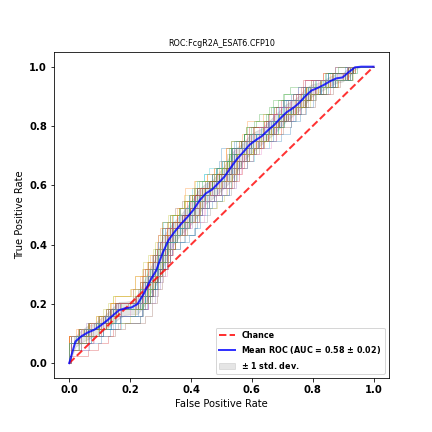 ROC:FcgR2A_ESAT6.CFP10
True Positive Rate
1.0
0.8
0.6
0.4
0.2
0.0
0.0 0.2 0.4 0.6 0.8 1.0
False Positive Rate
Chance
Mean ROC (AUC = 0.58 ± 0.02)
± 1 std. dev.